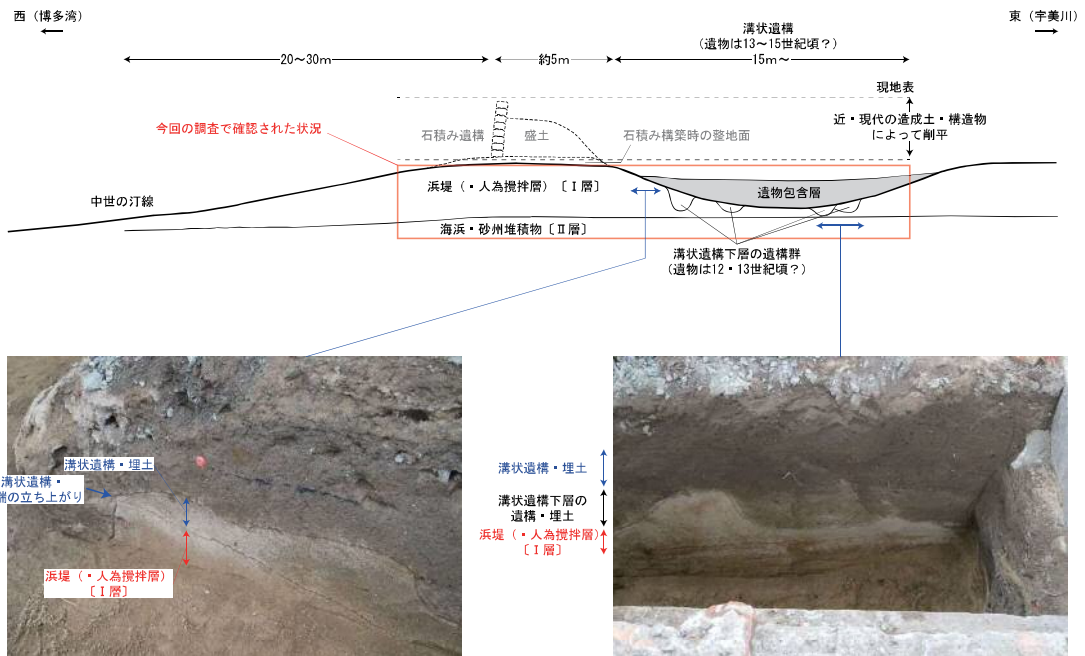 西（博多湾）
東（宇美川）
溝状遺構
（遺物は13～15世紀頃？）
20～30m
約5m
15m～
現地表
近・現代の造成土・構造物
によって削平
今回の調査で確認された状況
石積み遺構
盛土
石積み構築時の整地面
浜堤（・人為攪拌層）〔Ⅰ層〕
遺物包含層
中世の汀線
海浜・砂州堆積物〔Ⅱ層〕
溝状遺構下層の遺構群
（遺物は12・13世紀頃？）
溝状遺構・埋土
溝状遺構・
端の立ち上がり
浜堤（・人為攪拌層）
〔Ⅰ層〕
溝状遺構・埋土
溝状遺構下層の
遺構・埋土
浜堤（・人為攪拌層）
〔Ⅰ層〕